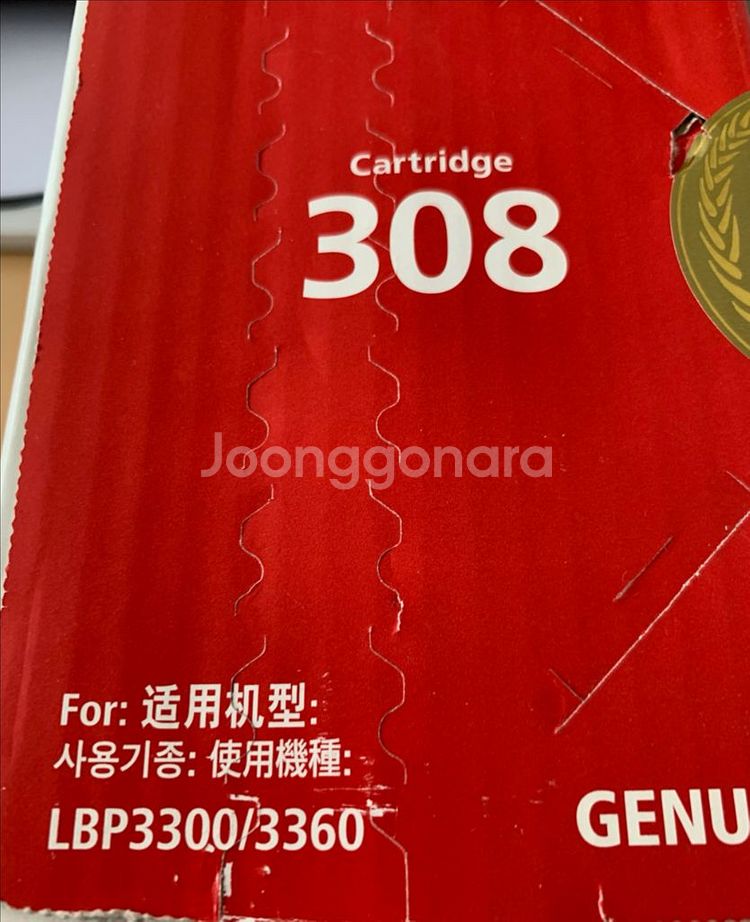 Cartridge
308
Joonggonara
For: 适用机型:
사용기종: 使用機種:
LBP3300/3360
GENU